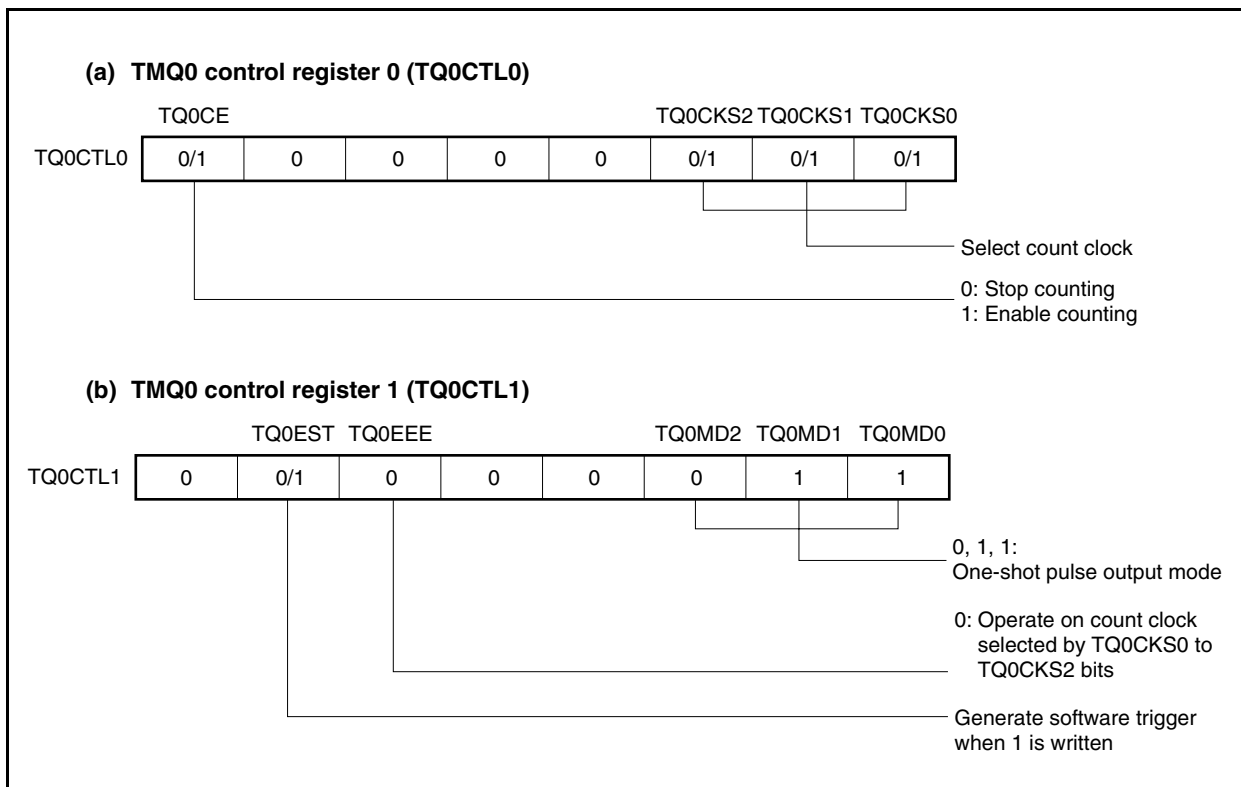 (a) TMQ0 control register 0 (TQ0CTL0)
TQ0CE TQ0CKS2 TQ0CKS1 TQ0CKS0
TQ0CTL0 0/1 0 0 0 0 0/1 0/1 0/1
Select count clock
0: Stop counting
1: Enable counting
(b) TMQ0 control register 1 (TQ0CTL1)
TQ0EST TQ0EEE TQ0MD2 TQ0MD1 TQ0MD0
TQ0CTL1 0 0/1 0 0 0 0 1 1
0, 1, 1:
One-shot pulse output mode
0: Operate on count clock
selected by TQ0CKS0 to
TQ0CKS2 bits
Generate software trigger
when 1 is written